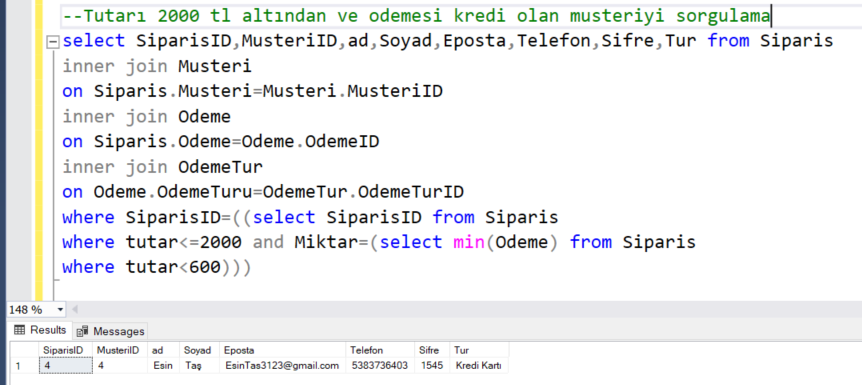 --Tutarı 2000 tl altından ve odemesi kredi olan musteriyi sorgulama
select SiparisID,MusteriID,ad,Soyad,Eposta,Telefon,Sifre,Tur from Siparis
inner join Musteri
on Siparis.Musteri=Musteri.MusteriID
inner join Odeme
on Siparis.Odeme=Odeme.OdemeID
inner join OdemeTur
on Odeme.OdemeTuru=OdemeTur.OdemeTurID
where SiparisID=((select SiparisID from Siparis
where tutar<=2000 and Miktar=(select min(Odeme) from Siparis
where tutar<600)))
148 %
Results Messages
SiparisID MusteriID ad Soyad Eposta Telefon Sifre Tur
1 4 4 Esin Taş EsinTas3123@gmail.com 5383736403 1545 Kredi Kartı